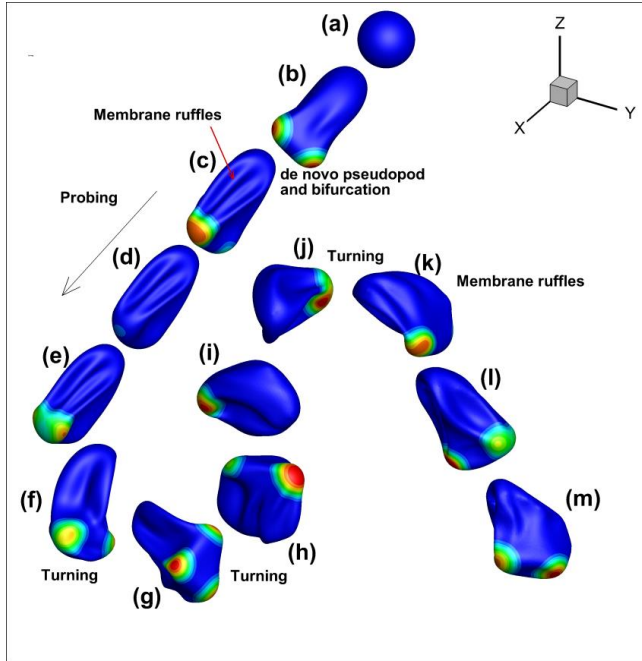 (a)
Z
(b)
Y
X
Membrane ruffles
(c)
de novo pseudopod
and bifurcation
Probing
(j)
Turning
(d)
(k)
Membrane ruffles
(e)
(i)
(l)
(f)
(m)
(h)
Turning
(g)
Turning